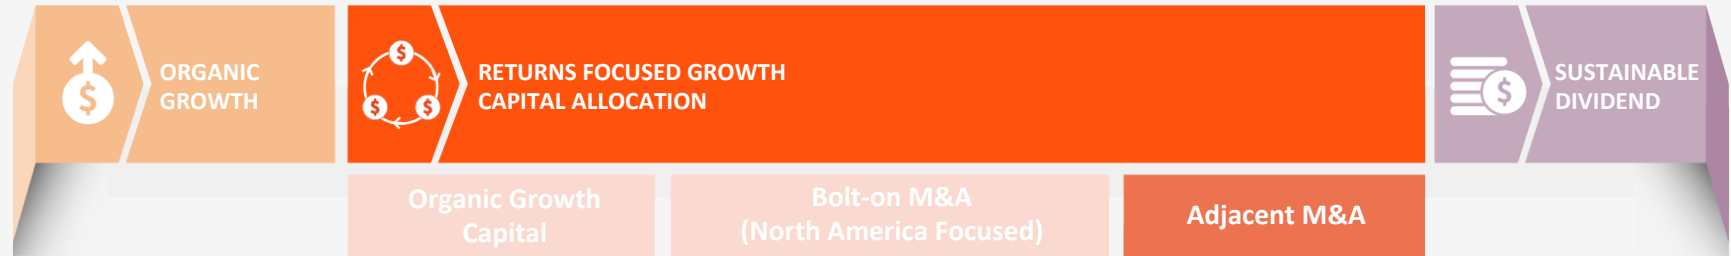 ORGANIC
GROWTH
RETURNS FOCUSED GROWTH
CAPITAL ALLOCATION
SUSTAINABLE
DIVIDEND
Organic Growth
Capital
Bolt-on M&A
(North America Focused)
Adjacent M&A